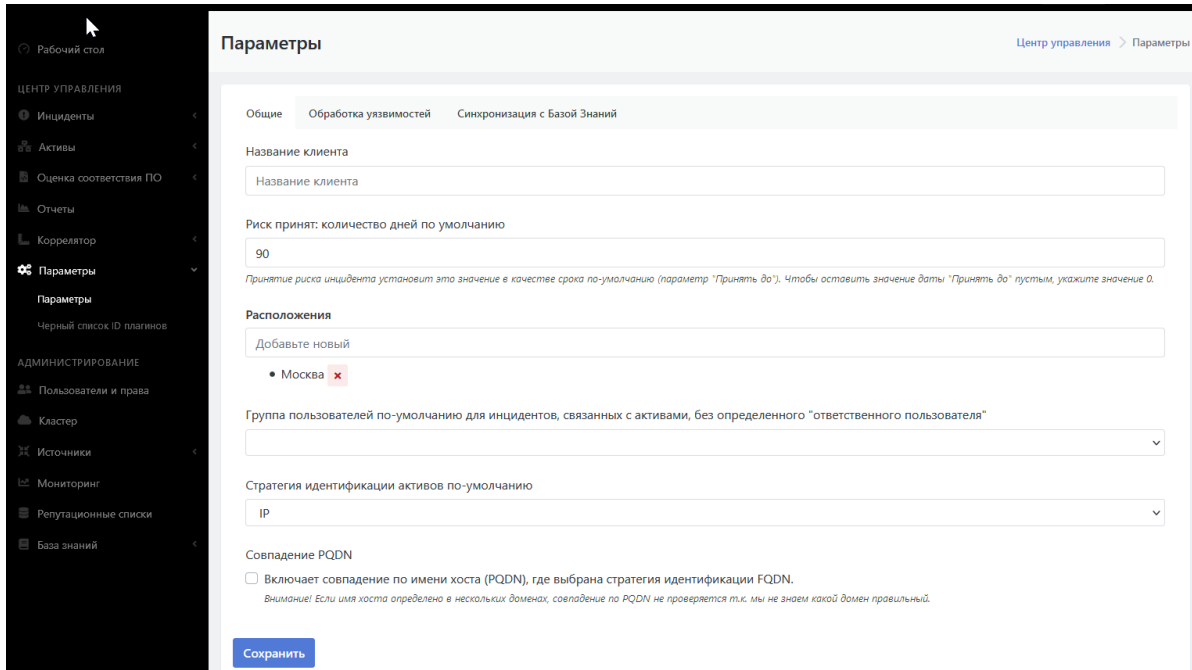 Рабочий стол
ЦЕНТР УПРАВЛЕНИЯ
Инциденты
Активы
Оценка соответствия ПО
Отчеты
Коррелятор
Параметры
Параметры
Черный список ID плагинов
АДМИНИСТРИРОВАНИЕ
Пользователи и права
Кластер
Источники
Мониторинг
Репутационные списки
База знаний
Параметры
Центр управления > Параметры
Общие Обработка уязвимостей Синхронизация с Базой Знаний
Название клиента
Название клиента
Риск принят: количество дней по умолчанию
90
Принятие риска инцидента установит это значение в качестве срока по-умолчанию (параметр "Принять до"). Чтобы оставить значение даты "Принять до" пустым, укажите значение 0.
Расположения
Добавьте новый
• Москва ×
Группа пользователей по-умолчанию для инцидентов, связанных с активами, без определенного "ответственного пользователя"
Стратегия идентификации активов по-умолчанию
IP
Совпадение PQDN
Включает совпадение по имени хоста (PQDN), где выбрана стратегия идентификации FQDN.
Внимание! Если имя хоста определено в нескольких доменах, совпадение по PQDN не проверяется т.к. мы не знаем какой домен правильный.
Сохранить